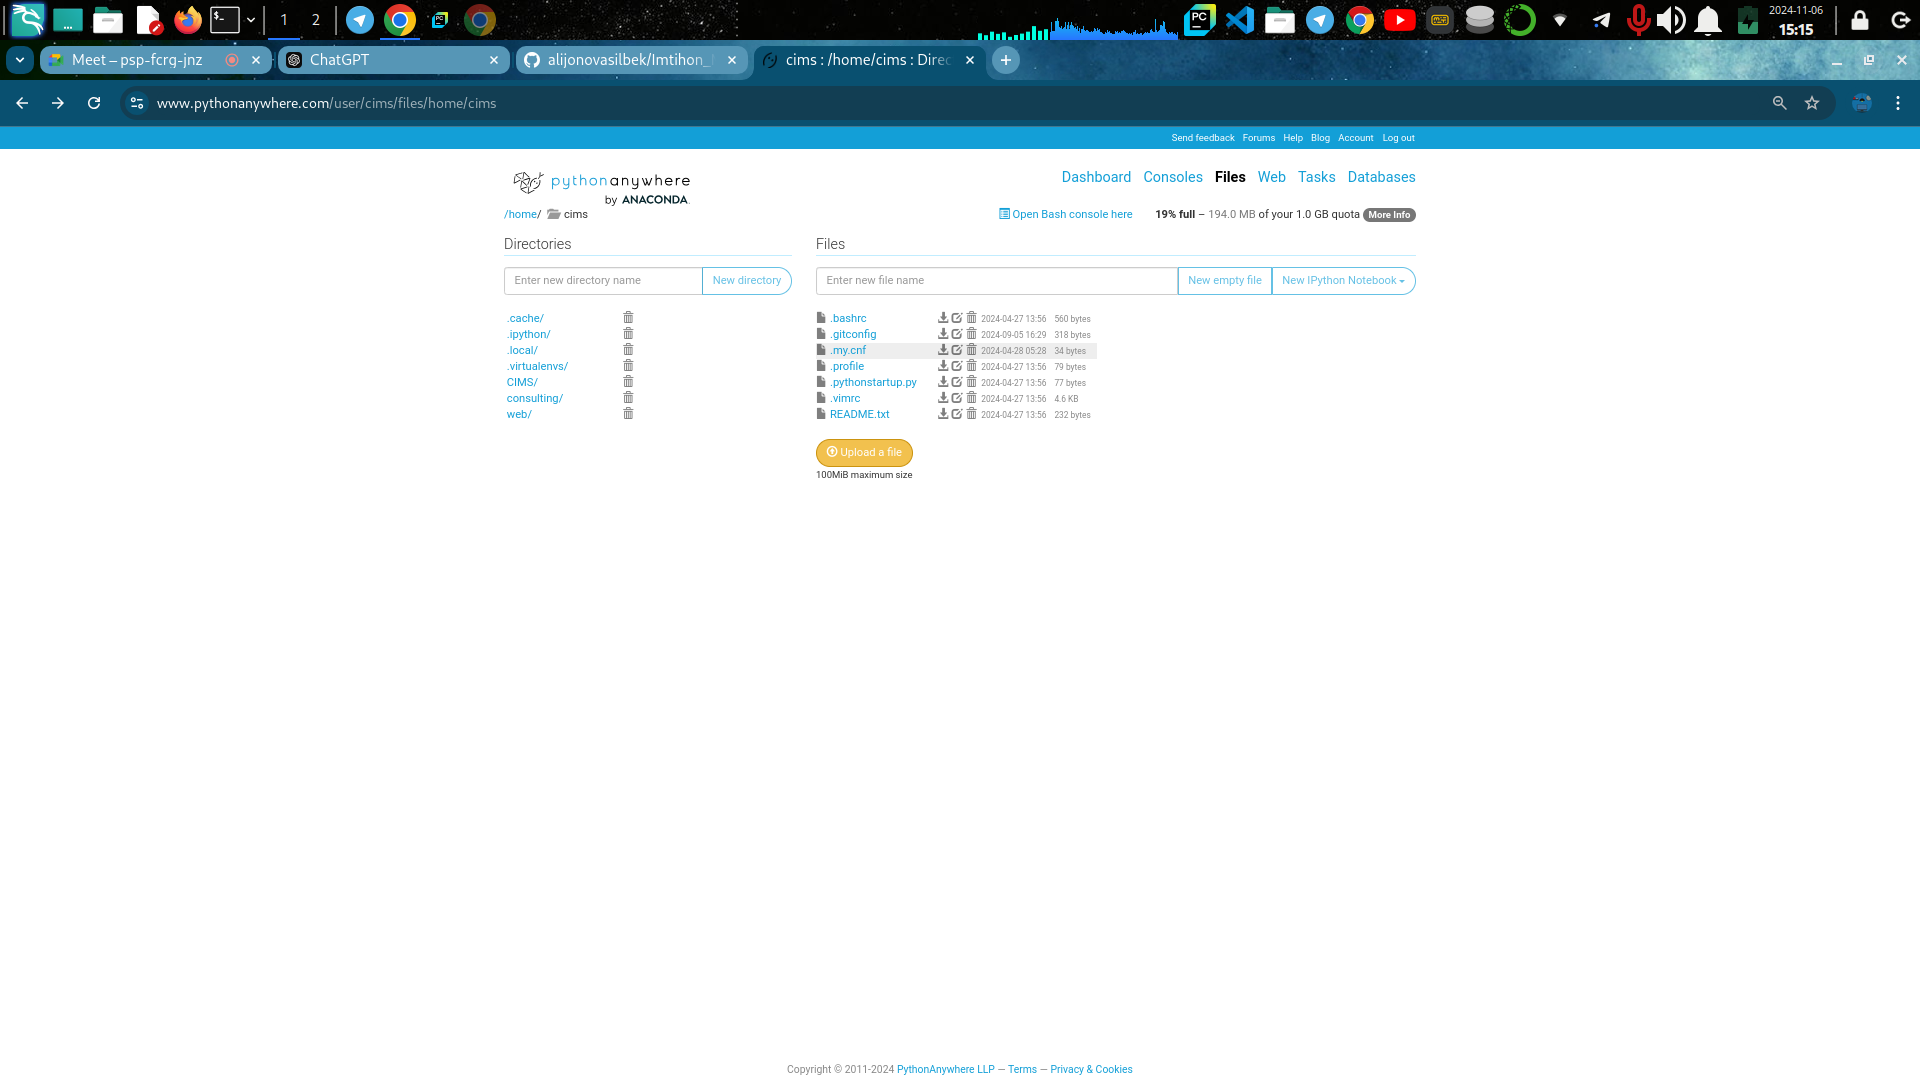 1 2
PC
2024-11-06
15:15
Meet – psp-fcrg-jnz
ChatGPT
alijonovasilbek/Imtihon_
cims : /home/cims : Direc
www.pythonanywhere.com/user/cims/files/home/cims
Send feedback Forums Help Blog Account Log out
pythonanywhere
by ANACONDA.
Dashboard Consoles Files Web Tasks Databases
/home/ cims
Open Bash console here
19% full – 194.0 MB of your 1.0 GB quota More Info
Directories
Files
Enter new directory name New directory
Enter new file name New empty file New IPython Notebook
.cache/
.ipython/
.local/
.virtualenvs/
CIMS/
consulting/
web/
.bashrc 2024-04-27 13:56 560 bytes
.gitconfig 2024-09-05 16:29 318 bytes
.my.cnf 2024-04-28 05:28 34 bytes
.profile 2024-04-27 13:56 79 bytes
.pythonstartup.py 2024-04-27 13:56 77 bytes
.vimrc 2024-04-27 13:56 4.6 KB
README.txt 2024-04-27 13:56 232 bytes
Upload a file
100MiB maximum size
Copyright © 2011-2024 PythonAnywhere LLP — Terms — Privacy & Cookies